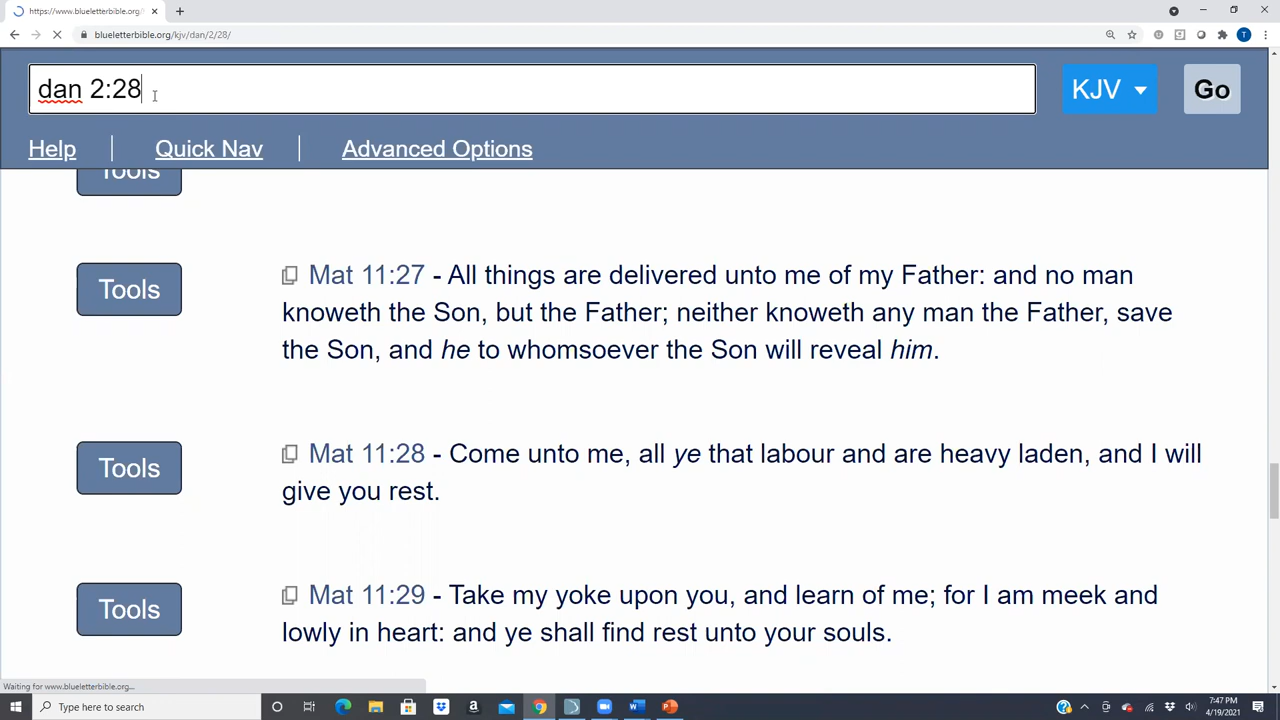 https://www.blueletterbible.org/k
blueletterbible.org/kjv/dan/2/28/
T
dan 2:28
KJV
Go
Help
Quick Nav
Advanced Options
Tools
Tools
Mat 11:27 - All things are delivered unto me of my Father: and no man
knoweth the Son, but the Father; neither knoweth any man the Father, save
the Son, and he to whomsoever the Son will reveal him.
Tools
Mat 11:28 - Come unto me, all ye that labour and are heavy laden, and I will
give you rest.
Tools
Mat 11:29 - Take my yoke upon you, and learn of me; for I am meek and
lowly in heart: and ye shall find rest unto your souls.
Waiting for www.blueletterbible.org...
Type here to search
7:47 PM
4/19/2021